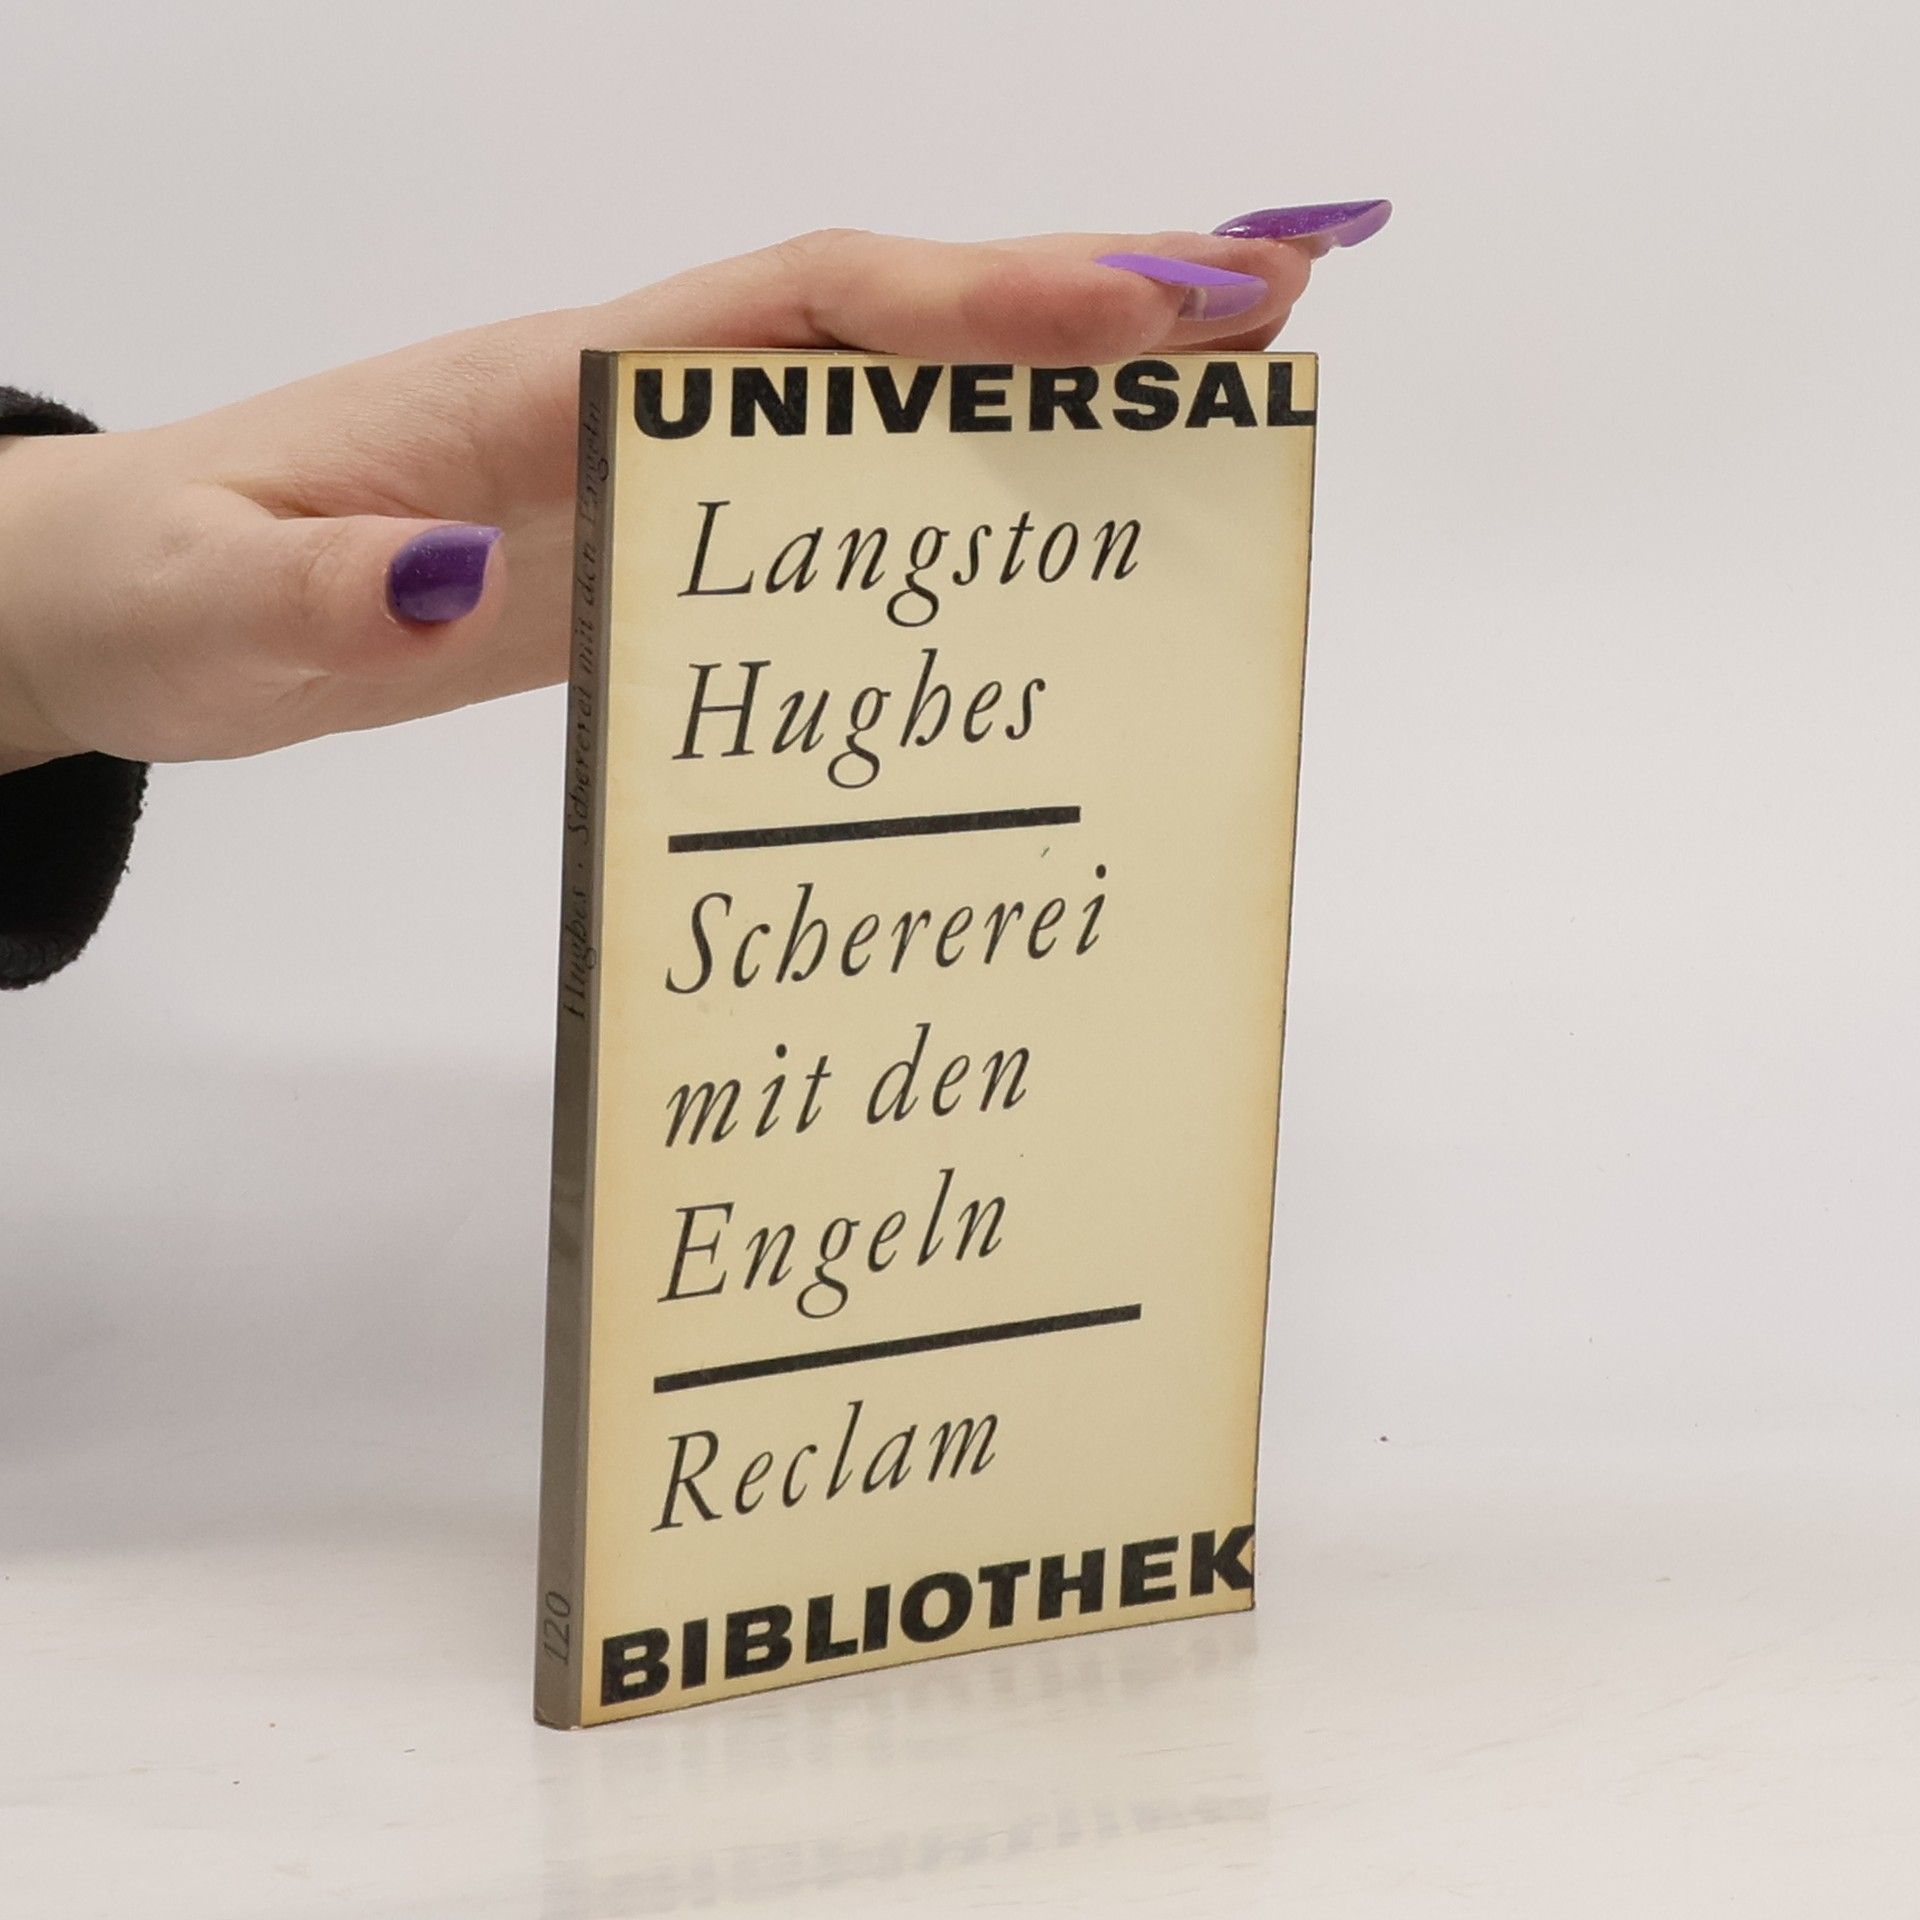 UNIVERSAL
Langston
Hughes
Schererei
mit den
Engeln
Reclam
BIBLIOTHEK
Hughes · Schererei mit den Engeln
120